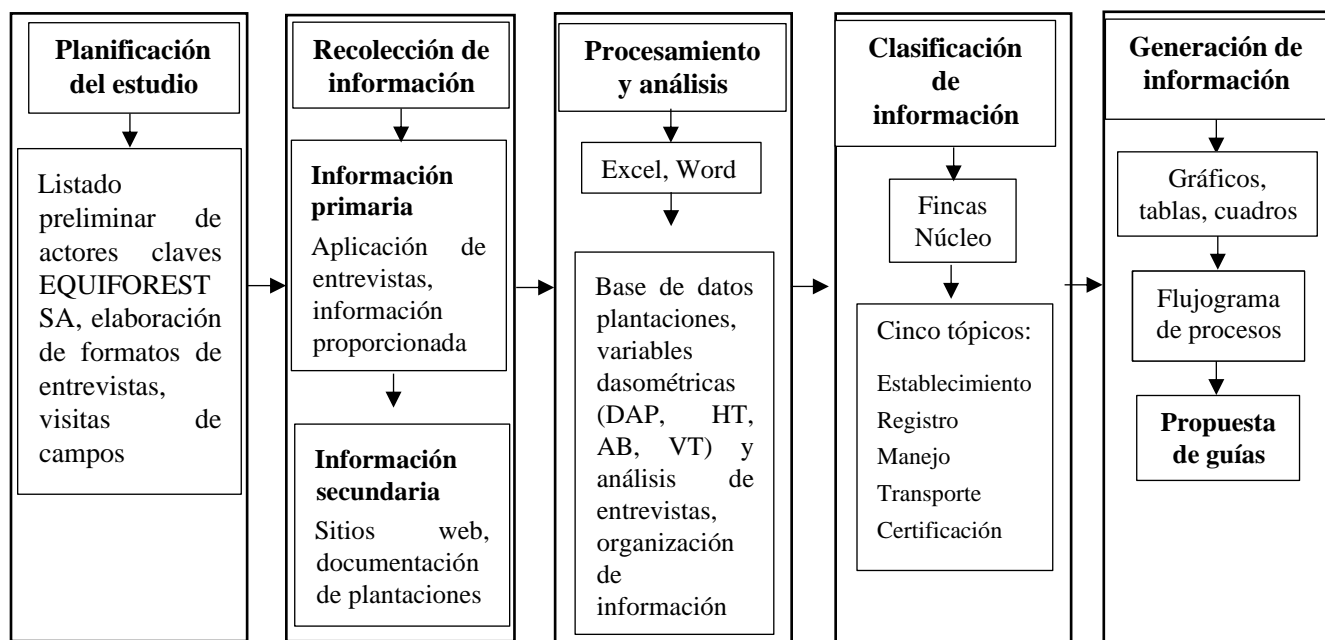 Planificación
del estudio
Listado
preliminar de
actores claves
EQUIFOREST
SA, elaboración
de formatos de
entrevistas,
visitas de
campos
Recolección de
información
Información
primaria
Aplicación de
entrevistas,
información
proporcionada
Información
secundaria
Sitios web,
documentación
de plantaciones
Procesamiento
y análisis
Excel, Word
Base de datos
plantaciones,
variables
dasométricas
(DAP, HT,
AB, VT) y
análisis de
entrevistas,
organización
de
información
Clasificación
de
información
Fincas
Núcleo
Cinco tópicos:
Establecimiento
Registro
Manejo
Transporte
Certificación
Generación de
información
Gráficos,
tablas, cuadros
Flujograma
de procesos
Propuesta
de guías